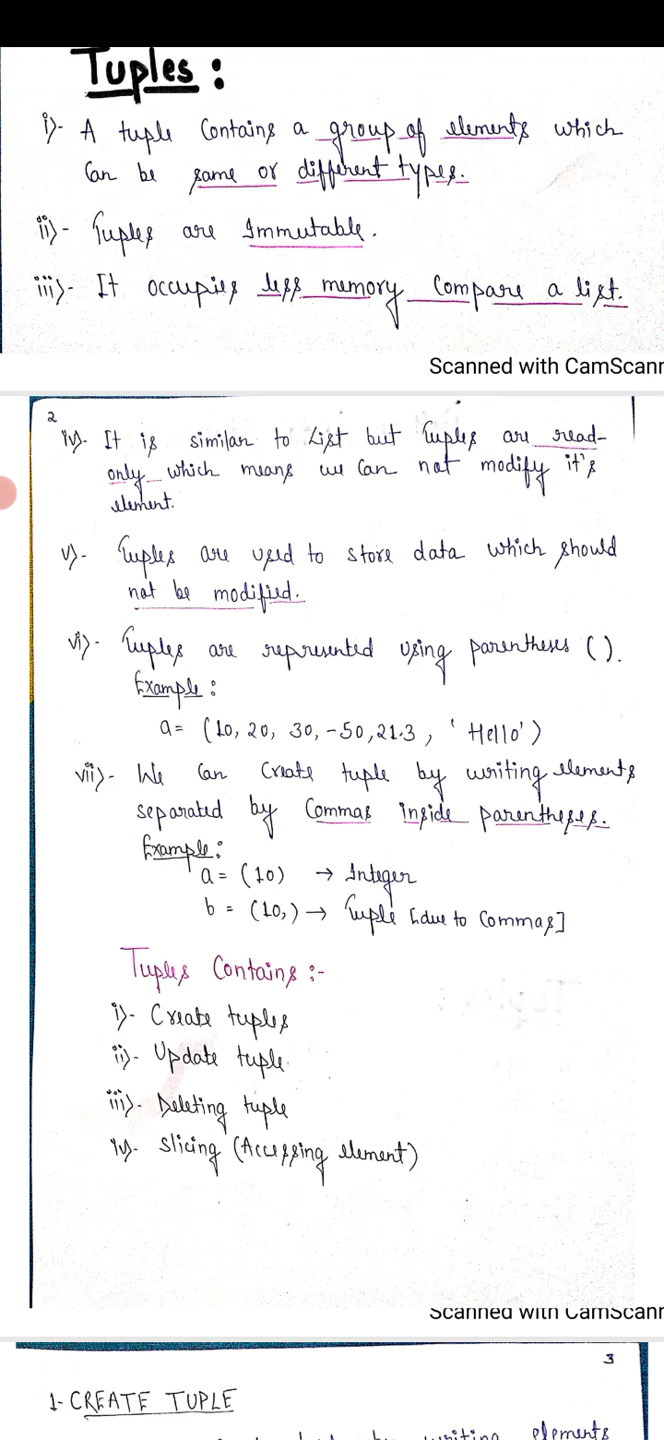 Tuples :
i)- A tuple Contains a group of elements which
Can be same or different types.
ii)- Tuples are Immutable.
iii)- It occupies less memory Compare a list.
Scanned with CamScann
2
iv)- It is similar to List but Tuples are read-
only which means we Can not modify it's
element.
v)- Tuples are used to store data which should
not be modified.
vi)- Tuples are represented using parentheses ().
Example :
a= (10, 20, 30, -50, 21.3, 'Hello')
vii)- We Can Create tuple by writing elements
separated by Commas Inside parentheses.
Example :
a = (10) → Integer
b = (10,) → Tuple [due to Commas]
Tuples Contains :-
i)- Create tuples
ii)- Update tuple
iii)- Deleting tuple
iv)- Slicing (Accessing element)
Scanned with CamScann
3
1- CREATE TUPLE
by writing elements